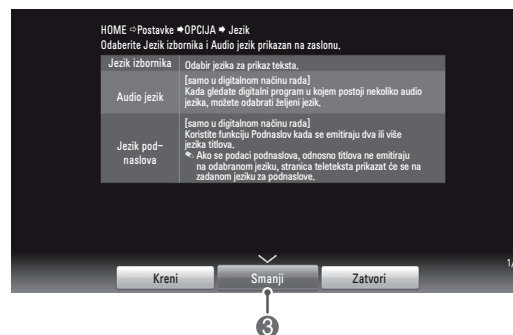 HOME ⇨Postavke ➡OPCIJA ➡ Jezik
Odaberite Jezik izbornika i Audio jezik prikazan na zaslonu.
Jezik izbornika
Odabir jezika za prikaz teksta.
Audio jezik
[samo u digitalnom načinu rada]
Kada gledate digitalni program u kojem postoji nekoliko audio
jezika, možete odabrati željeni jezik.
Jezik pod-
naslova
[samo u digitalnom načinu rada]
Koristite funkciju Podnaslov kada se emitiraju dva ili više
jezika titlova.
✎ Ako se podaci podnaslova, odnosno titlova ne emitiraju
na odabranom jeziku, stranica teleteksta prikazat će se na
zadanom jeziku za podnaslove.
1/
Kreni
Smanji
Zatvori
3